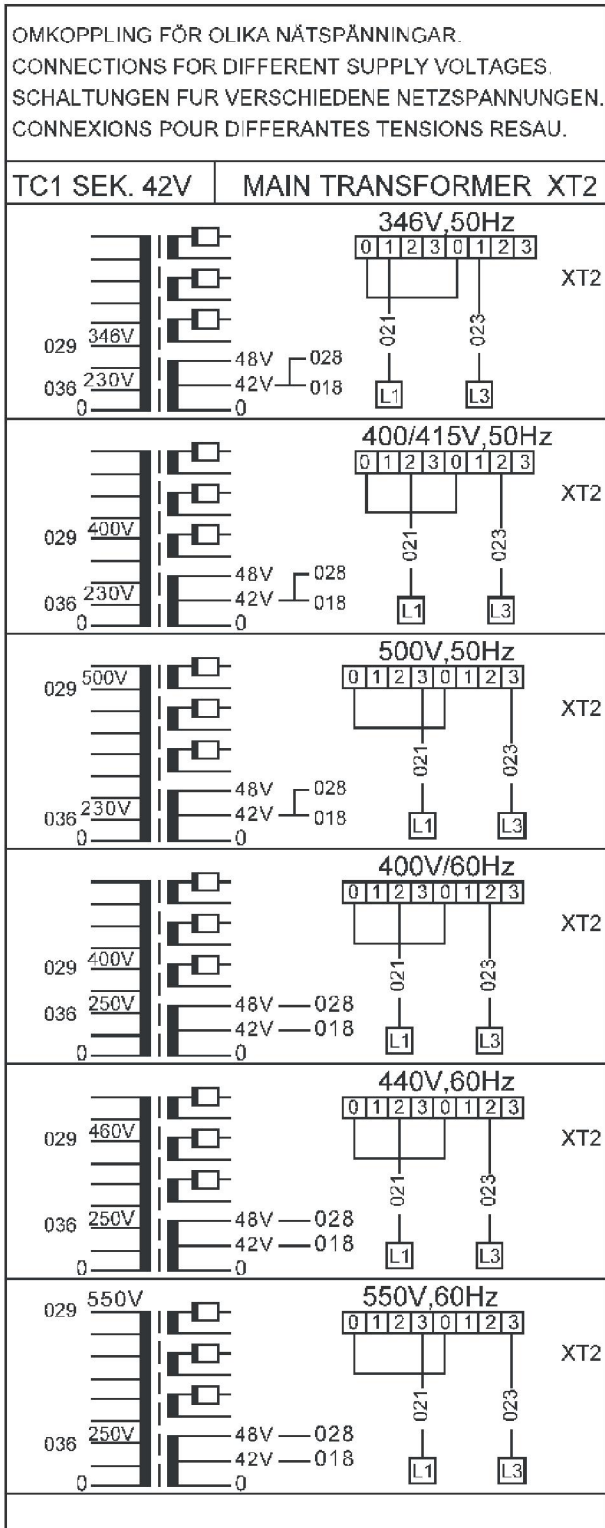 OMKOPPLING FÖR OLIKA NÄTSPÄNNINGAR.
CONNECTIONS FOR DIFFERENT SUPPLY VOLTAGES.
SCHALTUNGEN FUR VERSCHIEDENE NETZSPANNUNGEN.
CONNEXIONS POUR DIFFERANTES TENSIONS RESAU.
TC1 SEK. 42V MAIN TRANSFORMER XT2
346V,50Hz
0 1 2 3 0 1 2 3
XT2
021 023
029 346V
48V 028
036 230V 42V 018
L1 L3
0 0
400/415V,50Hz
0 1 2 3 0 1 2 3
XT2
029 400V
021 023
48V 028
036 230V 42V 018
L1 L3
0 0
500V,50Hz
029 500V
0 1 2 3 0 1 2 3
XT2
021 023
48V 028
036 230V 42V 018
L1 L3
0 0
400V/60Hz
0 1 2 3 0 1 2 3
XT2
029 400V
021 023
036 250V 48V 028
42V 018
L1 L3
0 0
440V,60Hz
0 1 2 3 0 1 2 3
029 460V
XT2
021 023
036 250V 48V 028
42V 018
L1 L3
0 0
029 550V
550V,60Hz
0 1 2 3 0 1 2 3
XT2
021 023
036 250V 48V 028
42V 018
L1 L3
0 0